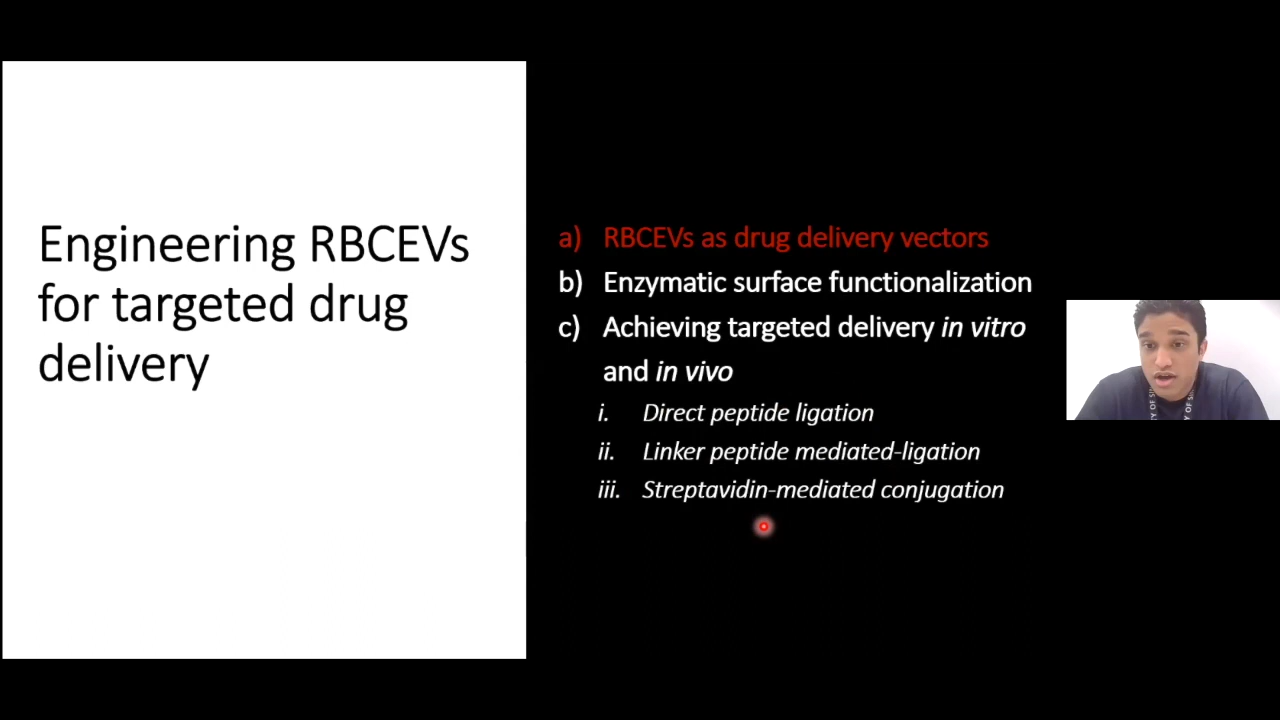 Engineering RBCEVs
for targeted drug
delivery
a) RBCEVs as drug delivery vectors
b) Enzymatic surface functionalization
c) Achieving targeted delivery in vitro
and in vivo
i. Direct peptide ligation
ii. Linker peptide mediated-ligation
iii. Streptavidin-mediated conjugation